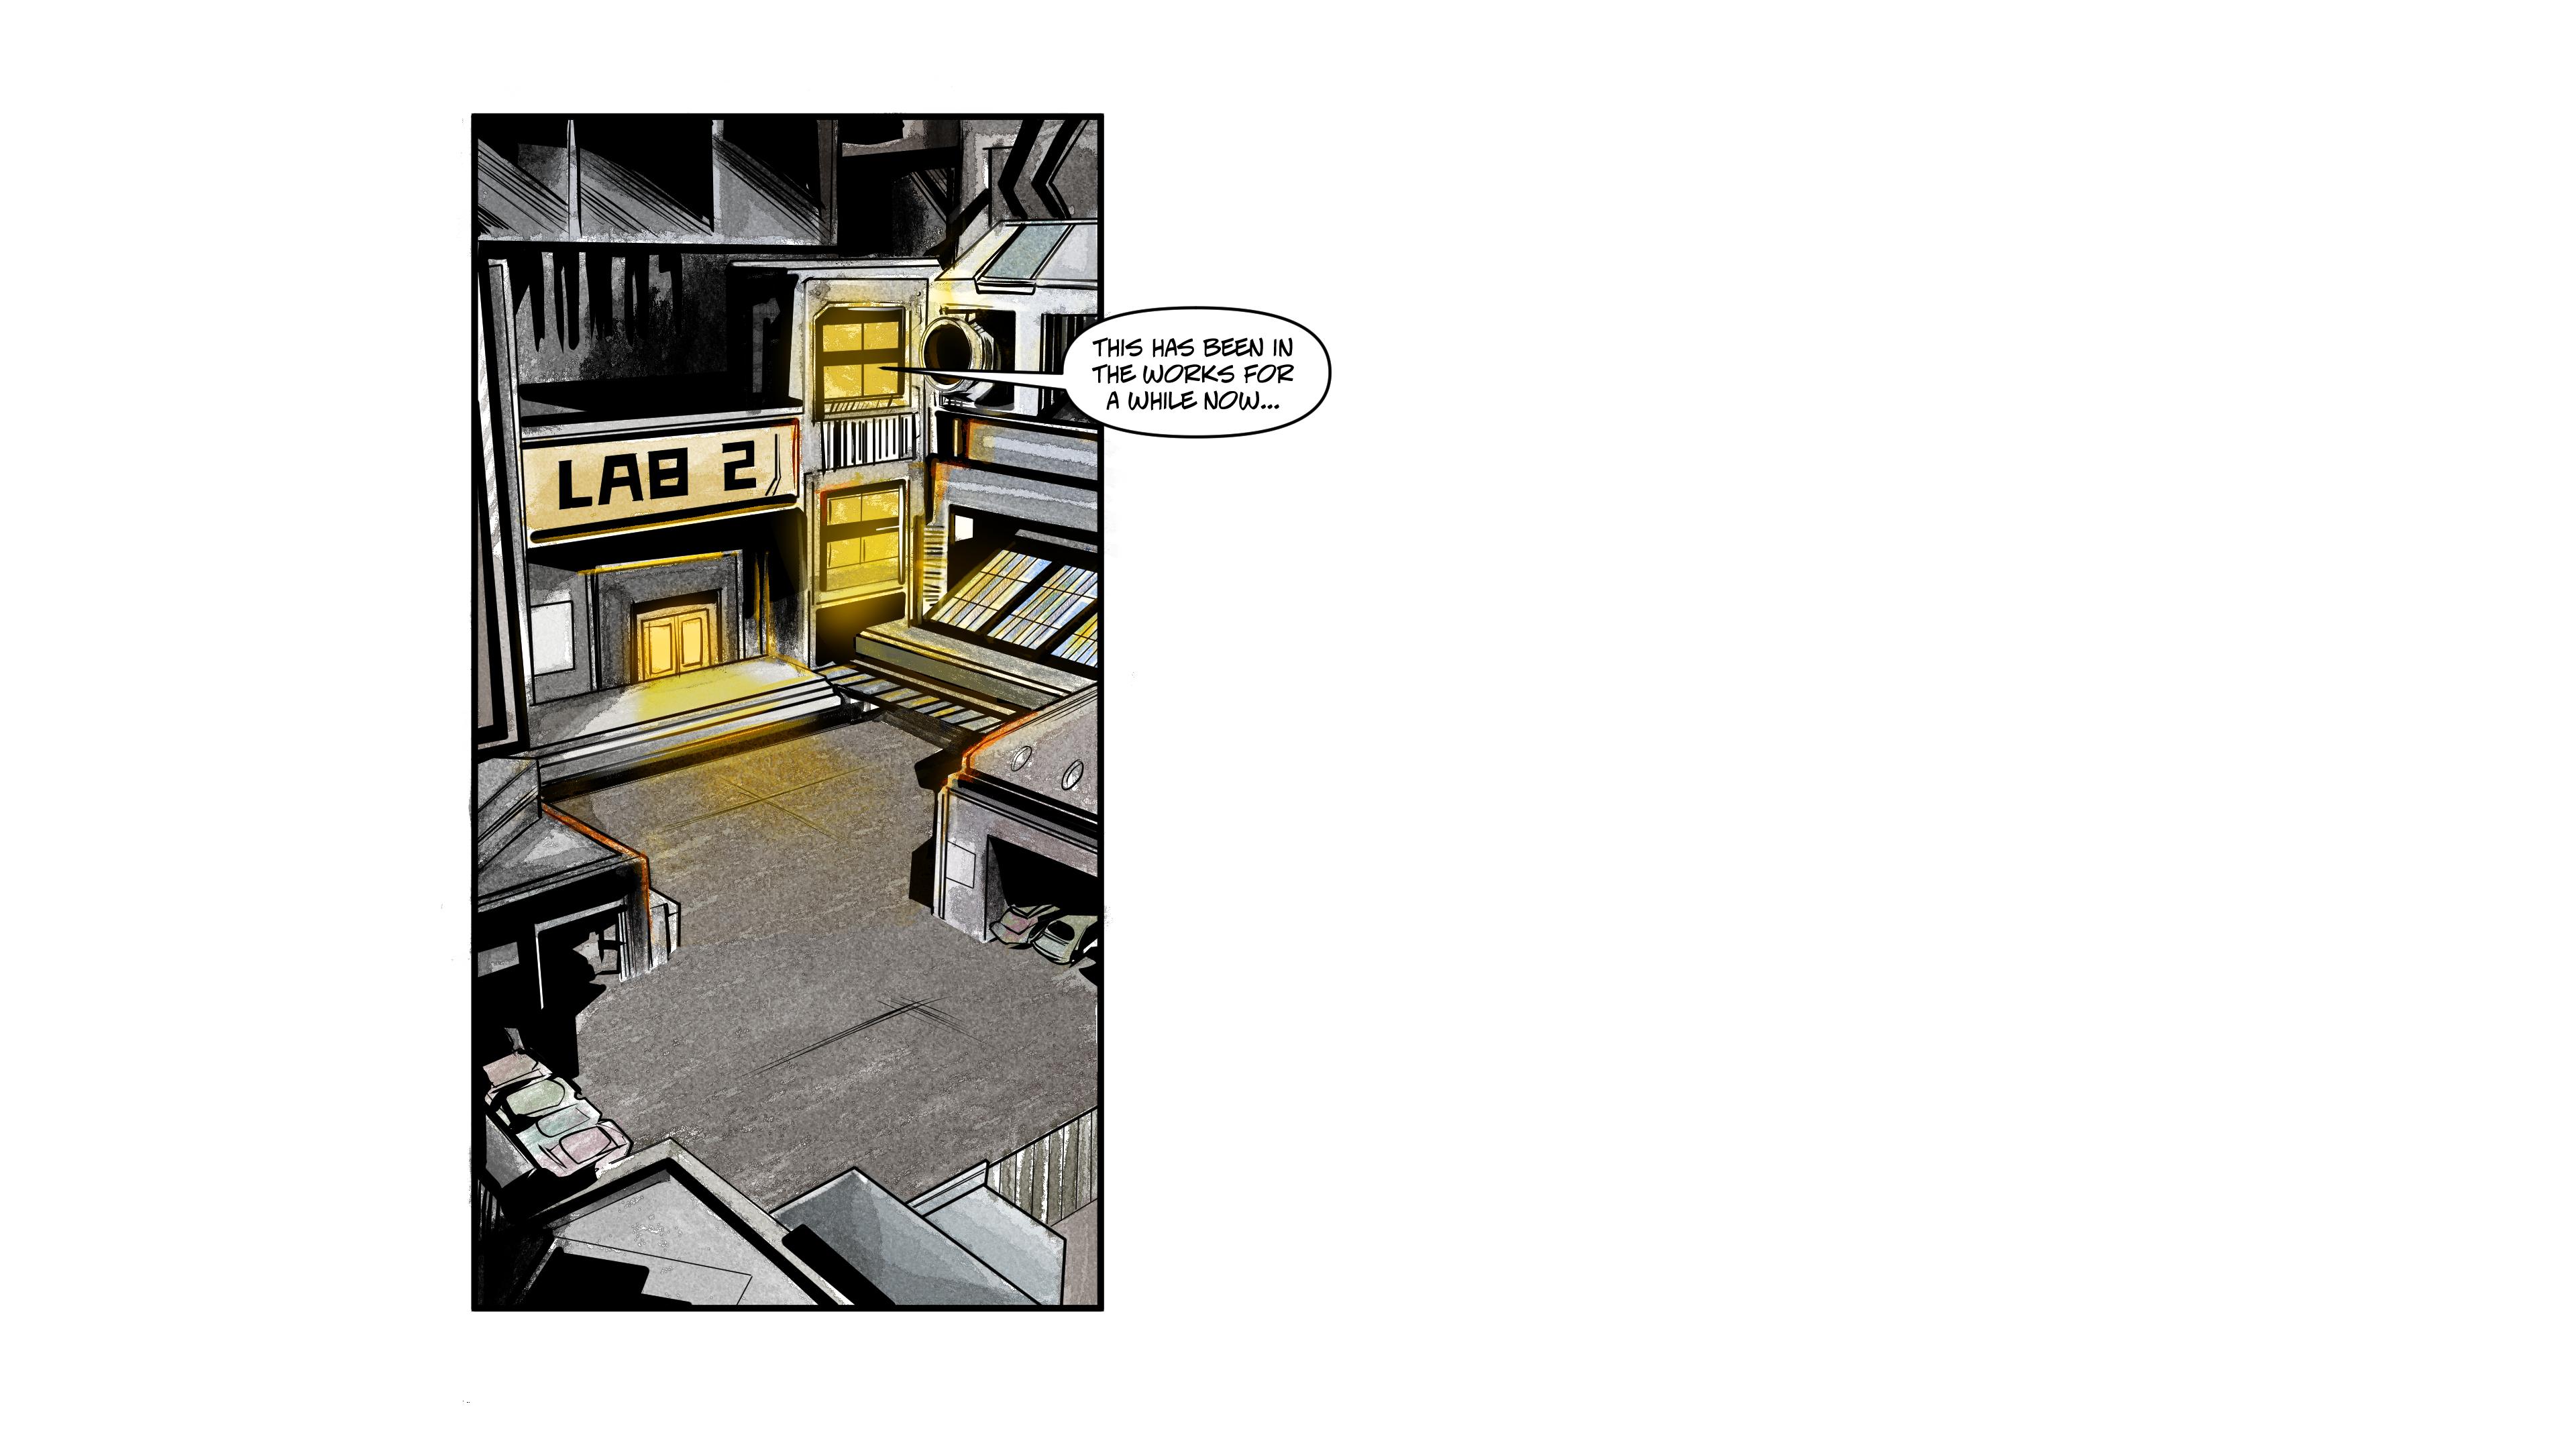 THIS HAS BEEN IN
THE WORKS FOR
A WHILE NOW...
LAB 2